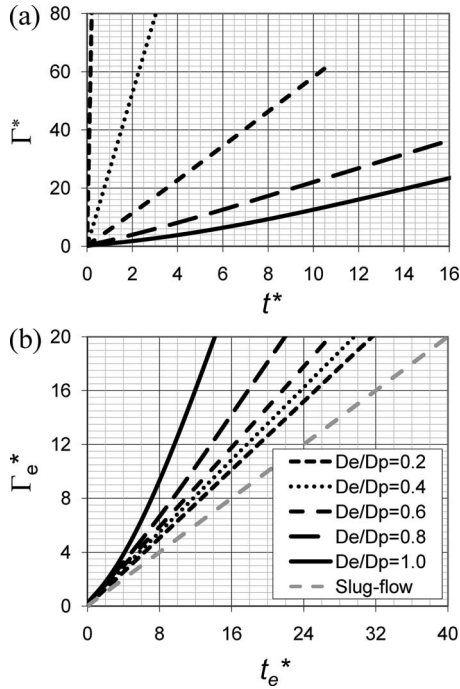 (a)
80
60
40
20
0
Γ*
0 2 4 6 8 10 12 14 16
t*
(b)
20
16
12
8
4
0
Γe*
De/Dp=0.2
De/Dp=0.4
De/Dp=0.6
De/Dp=0.8
De/Dp=1.0
Slug-flow
0 8 16 24 32 40
te*